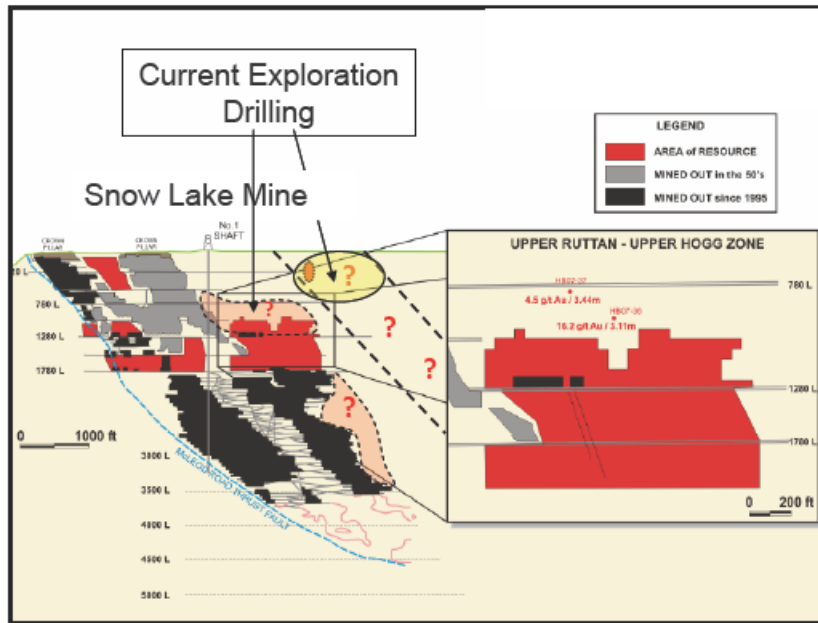 Current Exploration
Drilling
Snow Lake Mine
LEGEND
AREA of RESOURCE
MINED OUT in the 50's
MINED OUT since 1995
No.1
SHAFT
CROWN
PILLAR
CROWN
PILLAR
780 L
1280 L
1780 L
3000 L
3500 L
4000 L
4500 L
5000 L
0 1000 ft
McLEOD ROAD THRUST FAULT
?
?
?
?
?
UPPER RUTTAN - UPPER HOGG ZONE
780 L
4.5 g/t Au / 3.44m
16.2 g/t Au / 3.11m
1280 L
1700 L
0 200 ft